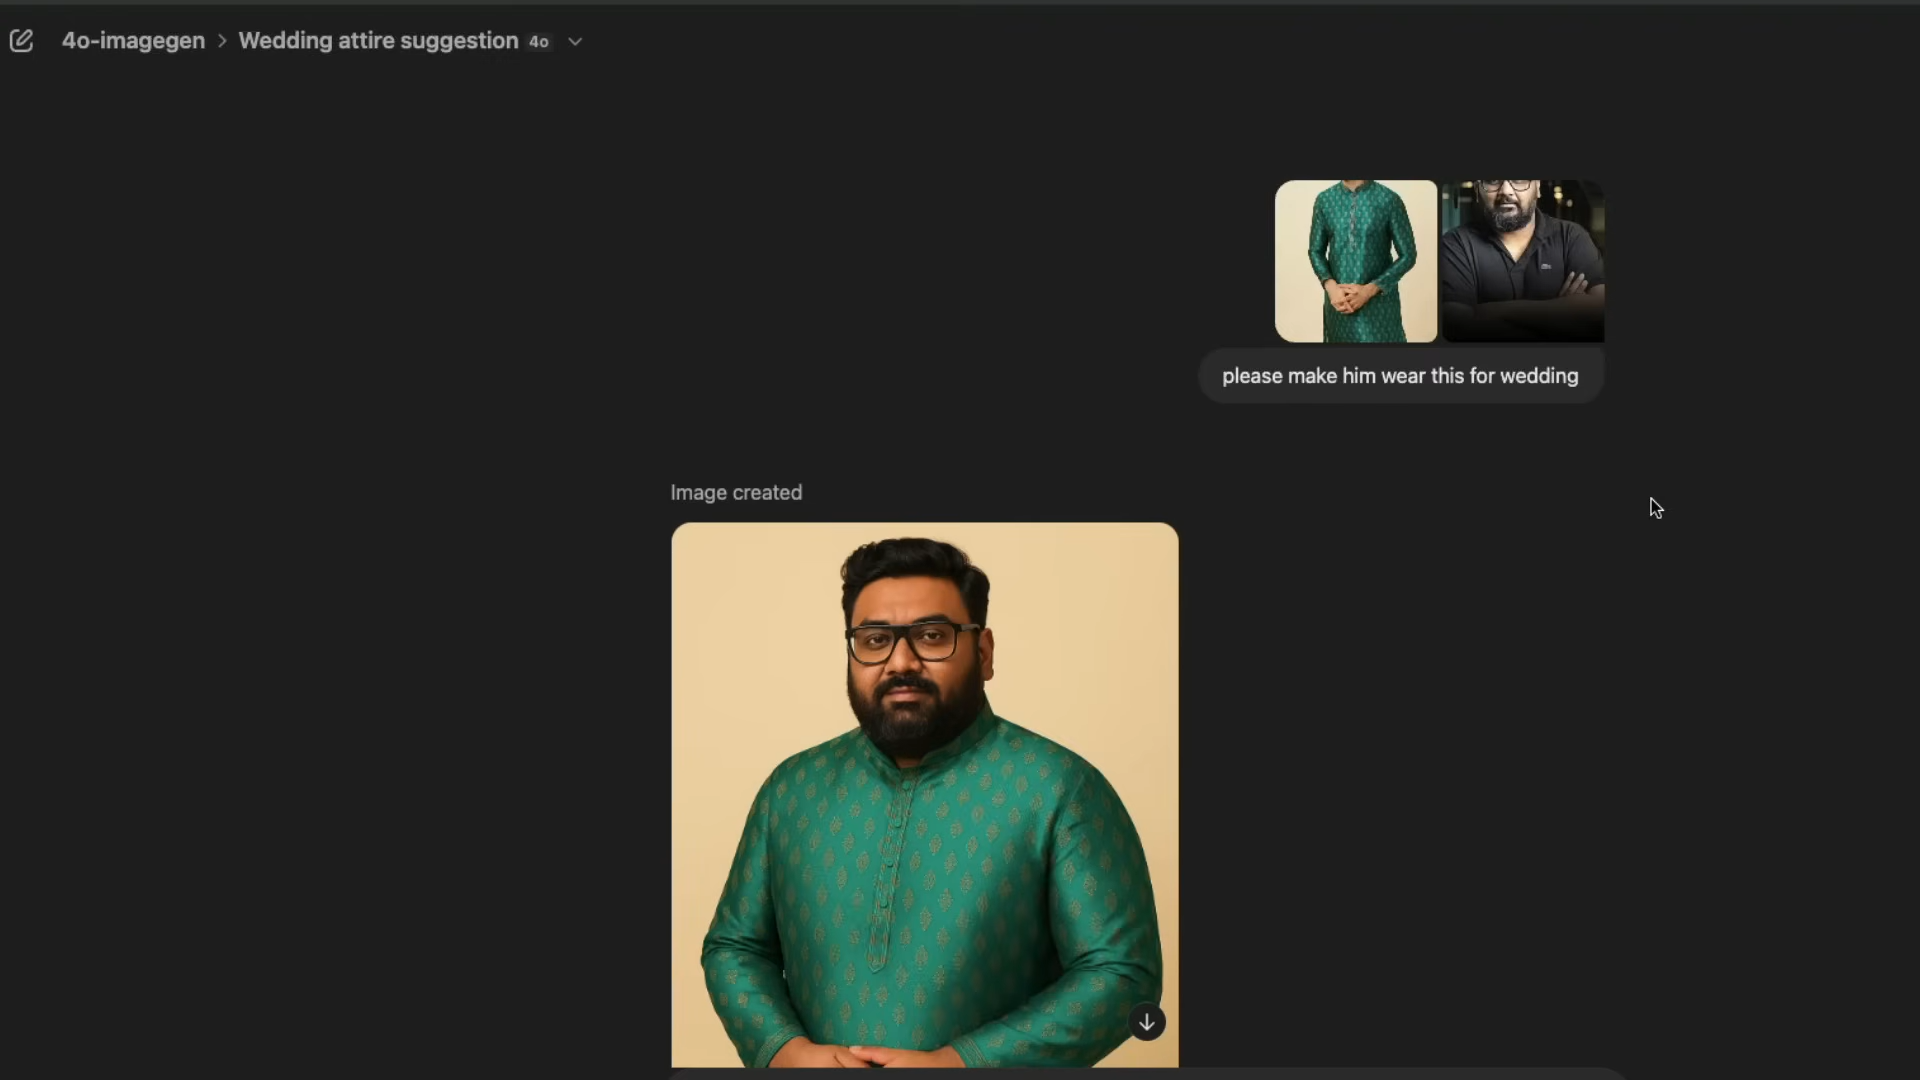 4o-imagegen > Wedding attire suggestion 4o
please make him wear this for wedding
Image created